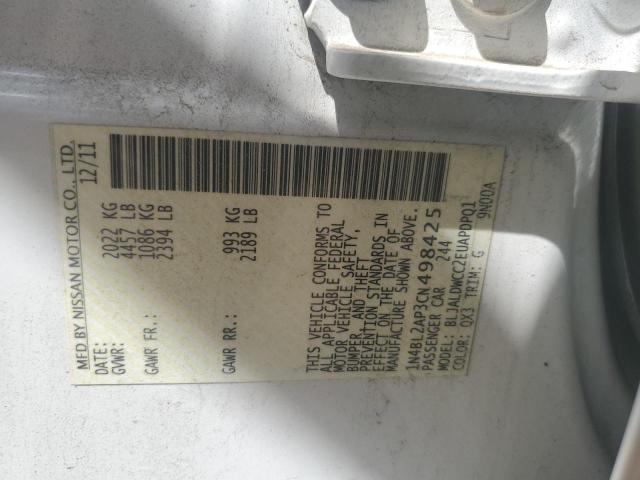 MFD BY NISSAN MOTOR CO., LTD.
DATE: 12/11
GVWR: 2022 KG
4457 LB
GAWR FR: 1086 KG
2394 LB
GAWR RR: 993 KG
2189 LB
THIS VEHICLE CONFORMS TO
ALL APPLICABLE FEDERAL
MOTOR VEHICLE SAFETY,
BUMPER, AND THEFT
PREVENTION STANDARDS IN
EFFECT ON THE DATE OF
MANUFACTURE SHOWN ABOVE.
1N4BL2AP3CN498425
PASSENGER CAR 244
MODEL: BLJALDWCC2EUAPDPQ1
COLOR: QX3 TRIM: G 9N00A